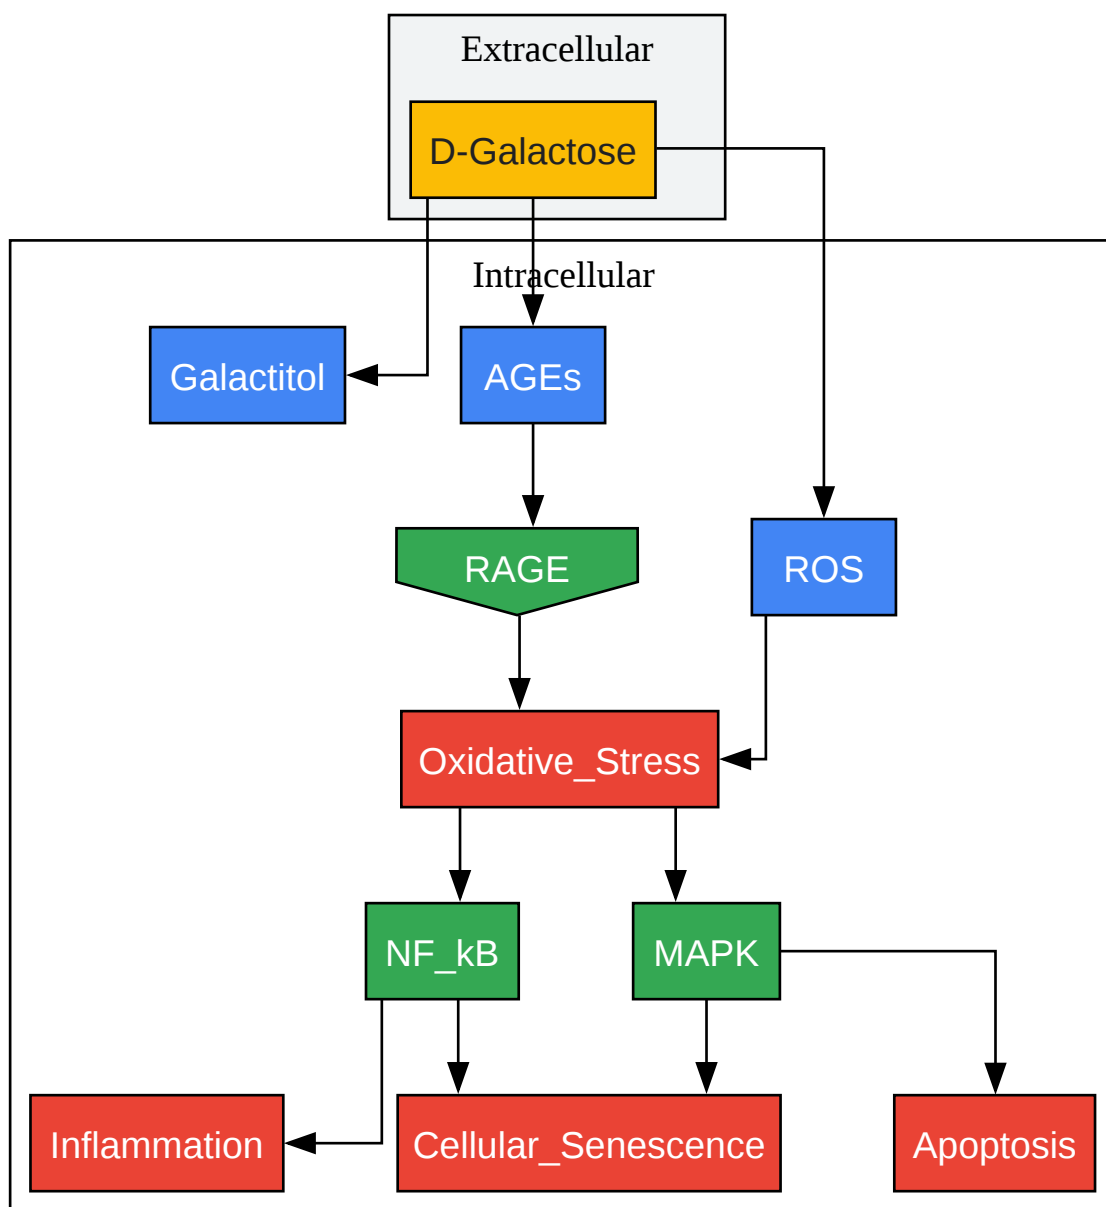 Extracellular
D-Galactose
Intracellular
Galactitol
AGEs
RAGE
ROS
Oxidative_Stress
NF_kB
MAPK
Inflammation
Cellular_Senescence
Apoptosis